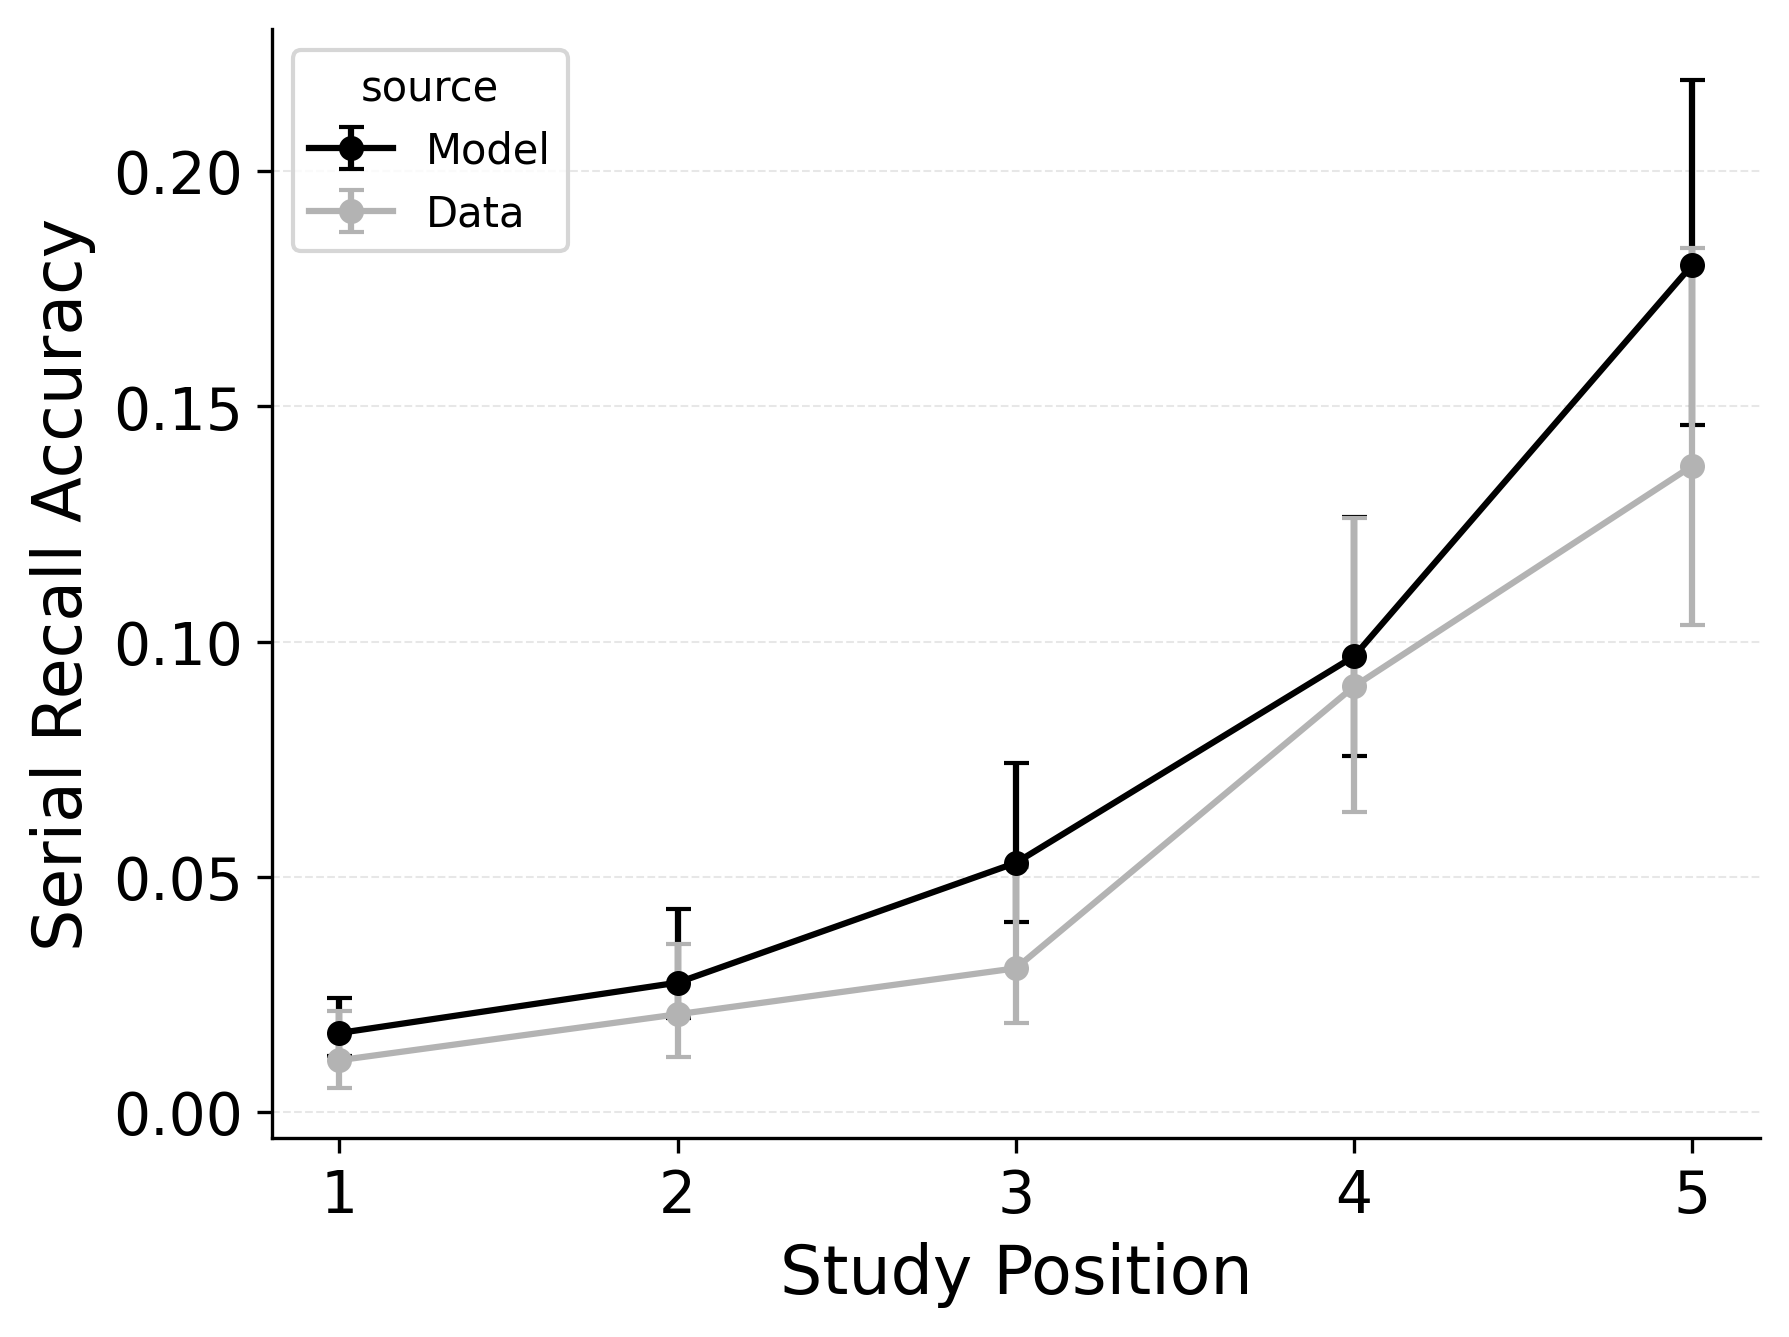 source
Model
Data
Serial Recall Accuracy
0.20
0.15
0.10
0.05
0.00
1 2 3 4 5
Study Position